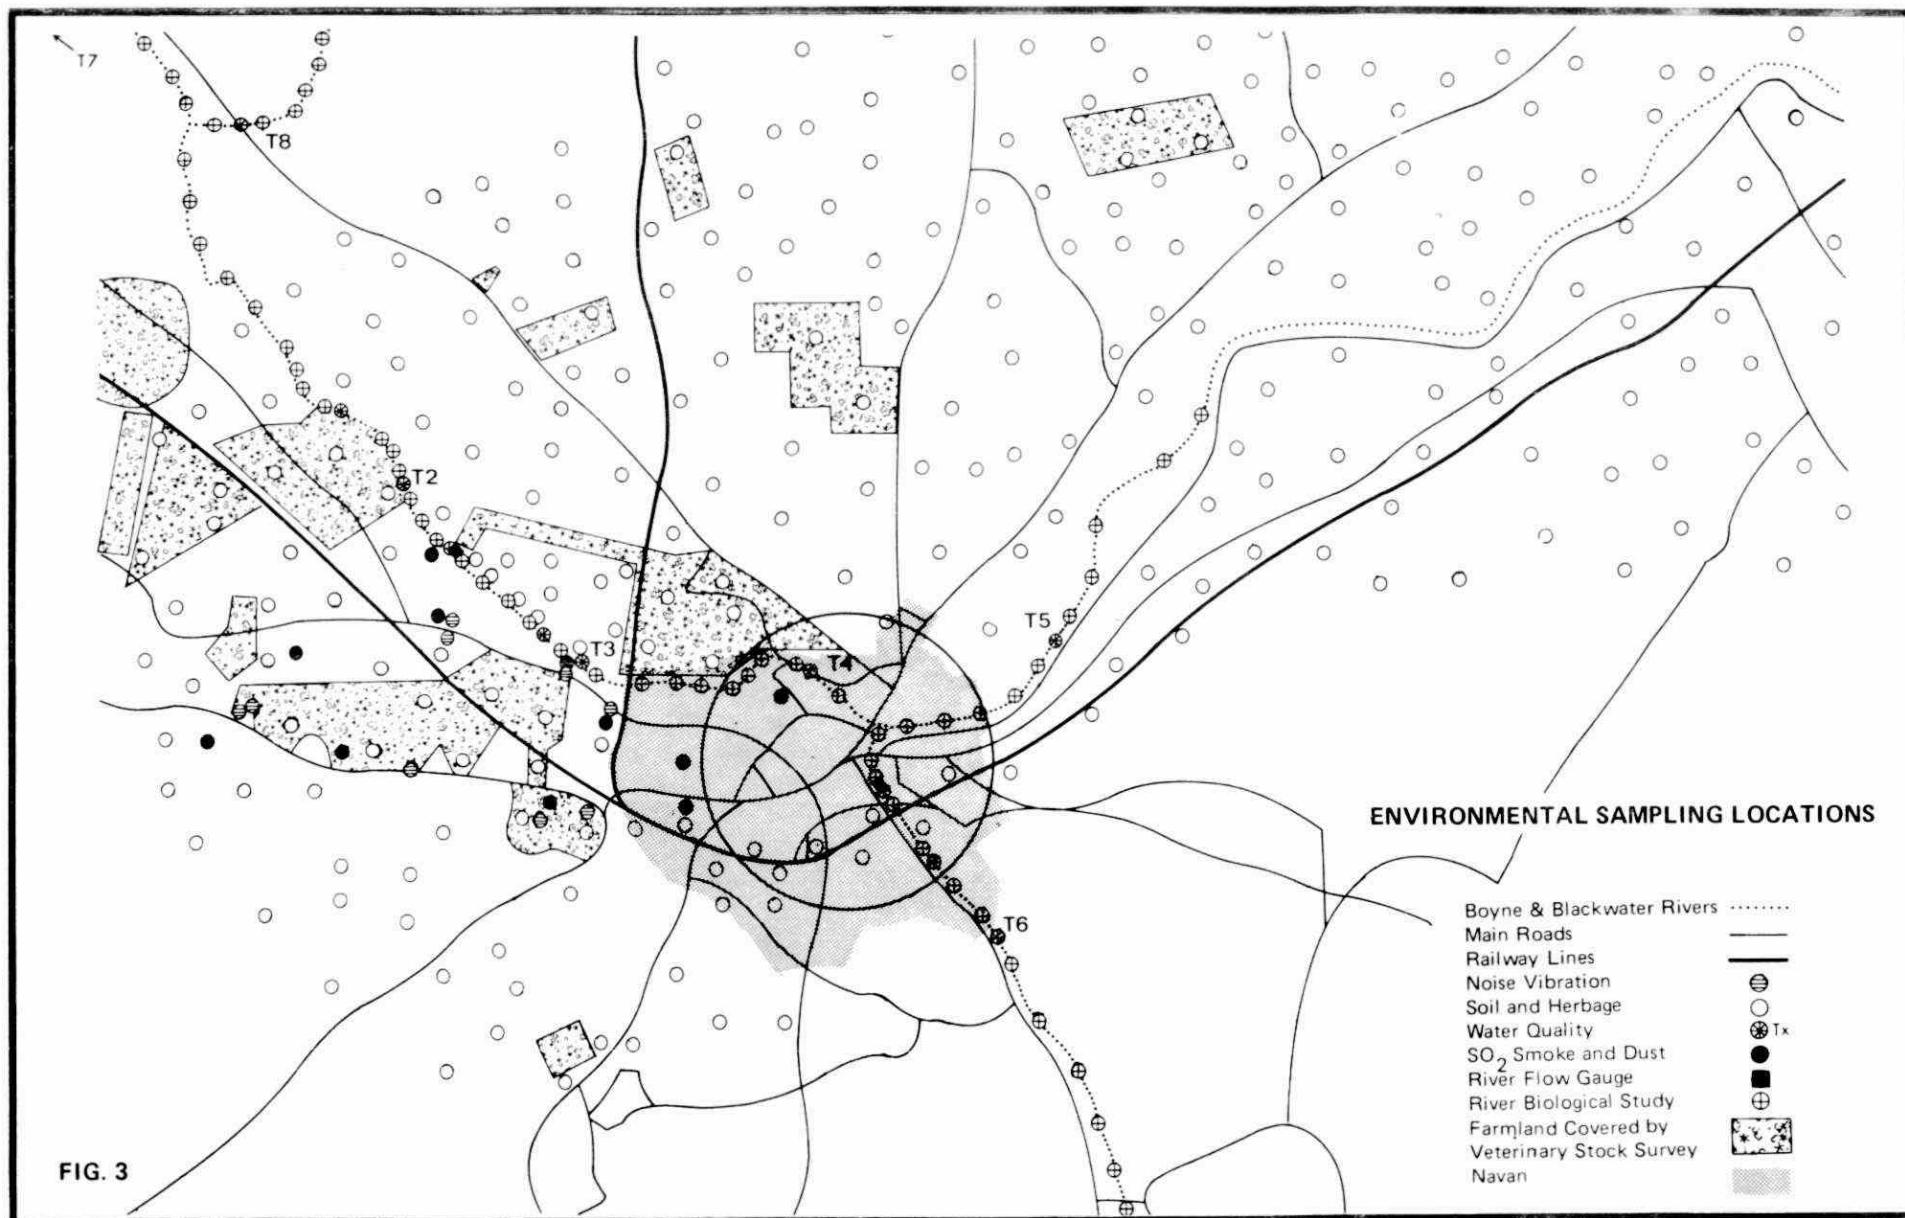 T7
T8
T2
T3
T4
T5
T6
ENVIRONMENTAL SAMPLING LOCATIONS
Boyne & Blackwater Rivers
Main Roads
Railway Lines
Noise Vibration
Soil and Herbage
Water Quality Tx
SO2 Smoke and Dust
River Flow Gauge
River Biological Study
Farmland Covered by
Veterinary Stock Survey
Navan
FIG. 3